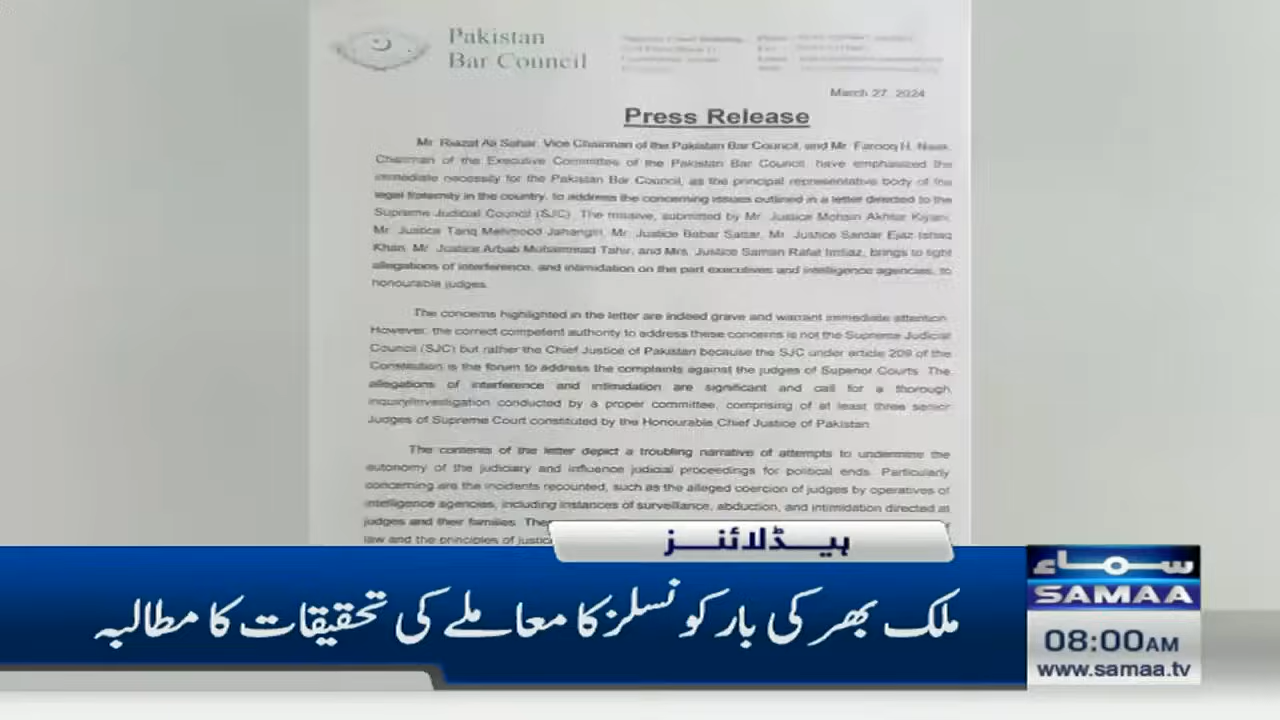 Pakistan
Bar Council
March 27, 2024
Press Release
Mr. Riazat Ali Sahar, Vice Chairman of the Pakistan Bar Council, and Mr. Farooq H. Naek,
Chairman of the Executive Committee of the Pakistan Bar Council, have emphasized the
immediate necessity for the Pakistan Bar Council, as the principal representative body of the
legal fraternity in the country, to address the concerning issues outlined in a letter directed to the
Supreme Judicial Council (SJC). The missive, submitted by Mr. Justice Mohsin Akhtar Kiyani,
Mr. Justice Tariq Mehmood Jahangiri, Mr. Justice Babar Sattar, Mr. Justice Sardar Ejaz Ishaq
Khan, Mr. Justice Arbab Muhammad Tahir, and Mrs. Justice Saman Rafat Imtiaz, brings to light
allegations of interference, and intimidation on the part executives and intelligence agencies, to
honourable judges.
The concerns highlighted in the letter are indeed grave and warrant immediate attention.
However, the correct competent authority to address these concerns is not the Supreme Judicial
Council (SJC) but rather the Chief Justice of Pakistan because the SJC under article 209 of the
Constitution is the forum to address the complaints against the judges of Superior Courts. The
allegations of interference and intimidation are significant and call for a thorough
inquiry/investigation conducted by a proper committee, comprising of at least three senior
Judges of Supreme Court constituted by the Honourable Chief Justice of Pakistan.
The contents of the letter depict a troubling narrative of attempts to undermine the
autonomy of the judiciary and influence judicial proceedings for political ends. Particularly
concerning are the incidents recounted, such as the alleged coercion of judges by operatives of
intelligence agencies, including instances of surveillance, abduction, and intimidation directed at
judges and their families.
law and the principles of justic
ہیڈلائنز
ملک بھر کی بار کونسلز کا معاملے کی تحقیقات کا مطالبہ
سماء
SAMAA
08:00AM
www.samaa.tv